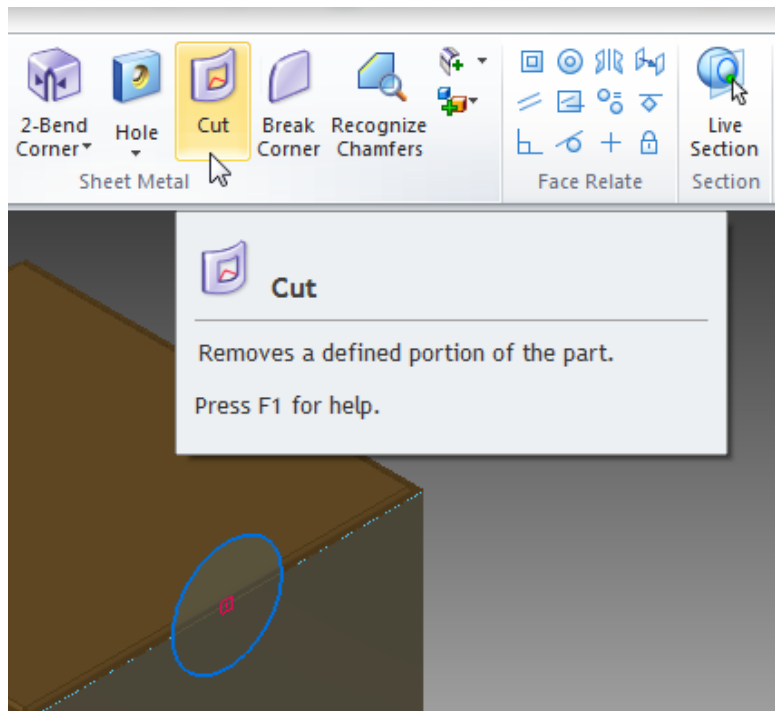 2-Bend
Corner
Hole
Cut
Break
Corner
Recognize
Chamfers
Live
Section
Sheet Metal
Face Relate
Section
Cut
Removes a defined portion of the part.
Press F1 for help.